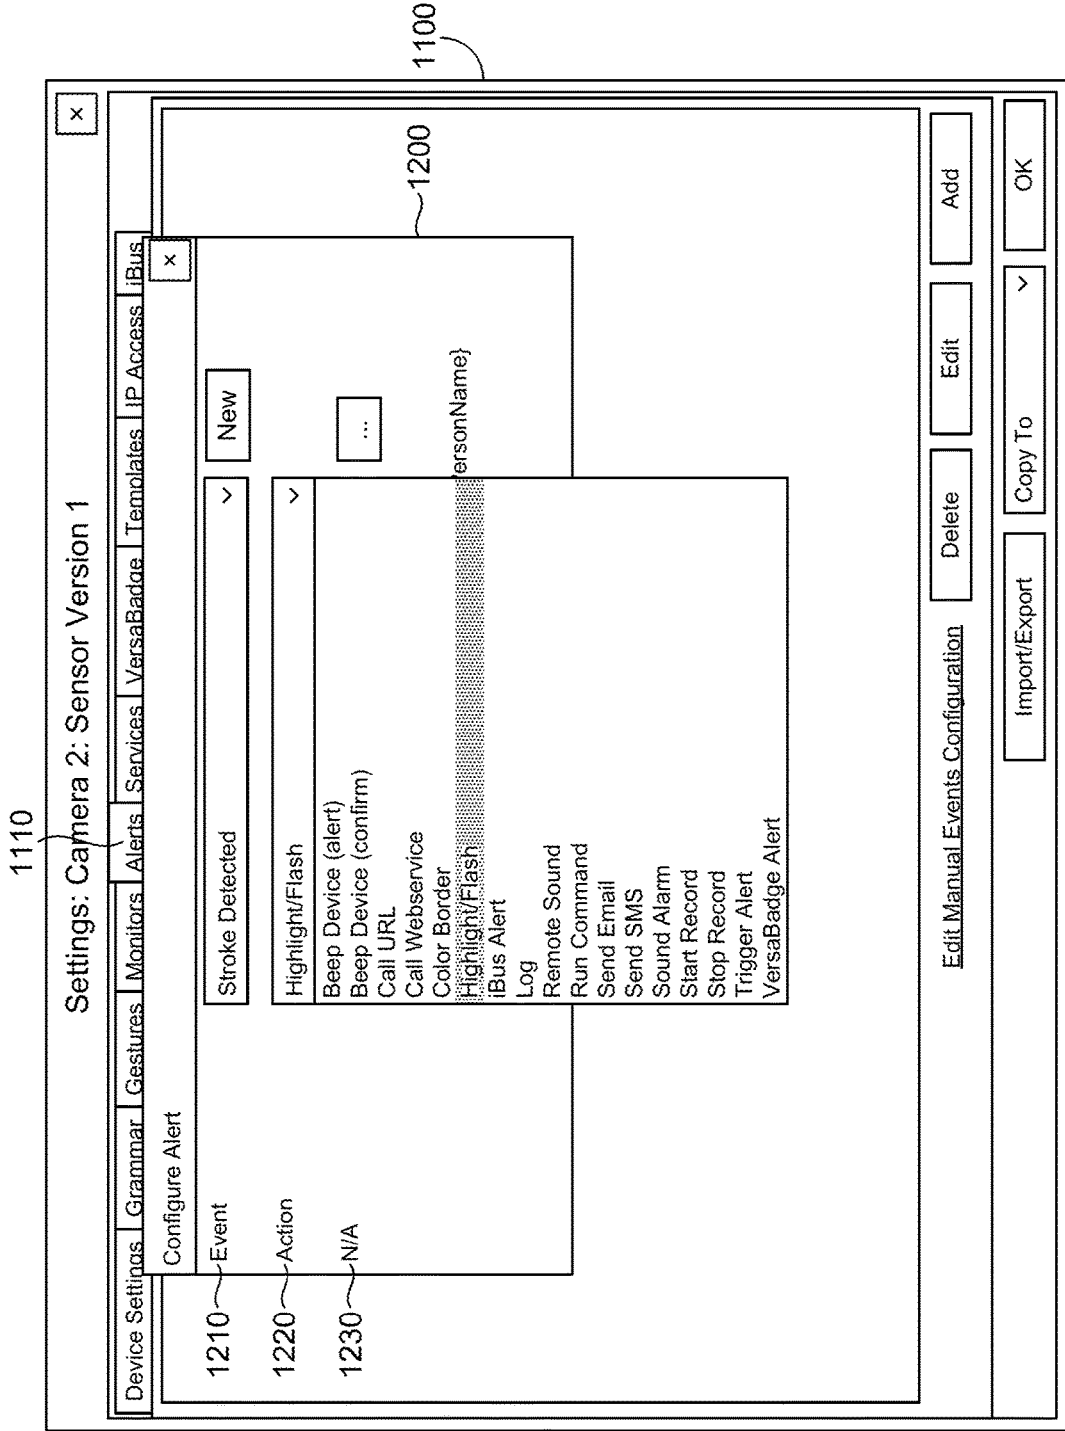 1110
1100
Settings: Camera 2: Sensor Version 1
×
Device Settings Grammar Gestures Monitors Alerts Services VersaBadge Templates IP Access iBus
Configure Alert ×
1200
1210 Event Stroke Detected New
1220 Action Highlight/Flash
1230 N/A ...
Beep Device (alert)
Beep Device (confirm)
Call URL
Call Webservice
Color Border
Highlight/Flash ersonName}
iBus Alert
Log
Remote Sound
Run Command
Send Email
Send SMS
Sound Alarm
Start Record
Stop Record
Trigger Alert
VersaBadge Alert
Edit Manual Events Configuration Delete Edit Add
Import/Export Copy To OK